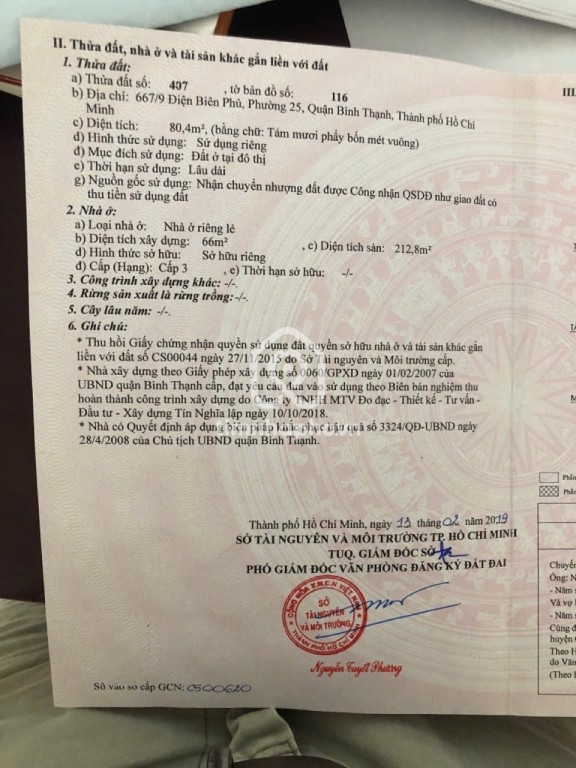 II. Thửa đất, nhà ở và tài sản khác gắn liền với đất
1. Thửa đất:
a) Thửa đất số: 407 , tờ bản đồ số: 116
b) Địa chỉ: 667/9 Điện Biên Phủ, Phường 25, Quận Bình Thạnh, Thành phố Hồ Chí
Minh
c) Diện tích: 80,4m², (bằng chữ: Tám mươi phẩy bốn mét vuông)
d) Hình thức sử dụng: Sử dụng riêng
đ) Mục đích sử dụng: Đất ở tại đô thị
e) Thời hạn sử dụng: Lâu dài
g) Nguồn gốc sử dụng: Nhận chuyển nhượng đất được Công nhận QSDĐ như giao đất có
thu tiền sử dụng đất
2. Nhà ở:
a) Loại nhà ở: Nhà ở riêng lẻ
b) Diện tích xây dựng: 66m² , c) Diện tích sàn: 212,8m²
d) Hình thức sở hữu: Sở hữu riêng
đ) Cấp (Hạng): Cấp 3 , e) Thời hạn sở hữu: -/-
3. Công trình xây dựng khác: -/-.
4. Rừng sản xuất là rừng trồng:-/-.
5. Cây lâu năm: -/-.
6. Ghi chú:
* Thu hồi Giấy chứng nhận quyền sử dụng đất quyền sở hữu nhà ở và tài sản khác gắn
liền với đất số CS00044 ngày 27/11/2015 do Sở Tài nguyên và Môi trường cấp.
* Nhà xây dựng theo Giấy phép xây dựng số 0060/GPXD ngày 01/02/2007 của
UBND quận Bình Thạnh cấp, đạt yêu cầu đưa vào sử dụng theo Biên bản nghiệm thu
hoàn thành công trình xây dựng do Công ty TNHH MTV Đo đạc - Thiết kế - Tư vấn -
Đầu tư - Xây dựng Tín Nghĩa lập ngày 10/10/2018.
* Nhà có Quyết định áp dụng biện pháp khắc phục hậu quả số 3324/QĐ-UBND ngày
28/4/2008 của Chủ tịch UBND quận Bình Thạnh.
Thành phố Hồ Chí Minh, ngày 13 tháng 02 năm 2019
SỞ TÀI NGUYÊN VÀ MÔI TRƯỜNG TP. HỒ CHÍ MINH
TUQ. GIÁM ĐỐC SỞ
PHÓ GIÁM ĐỐC VĂN PHÒNG ĐĂNG KÝ ĐẤT ĐAI
SỞ
TÀI NGUYÊN
VÀ MÔI TRƯỜNG
Nguyễn Tuyết Phương
Số vào sổ cấp GCN: CS00620
III.
Chuyển
Ông: N
- Năm s
Và vợ l
- Năm s
Cùng đ
huyện
Theo H
do Văn
(Theo